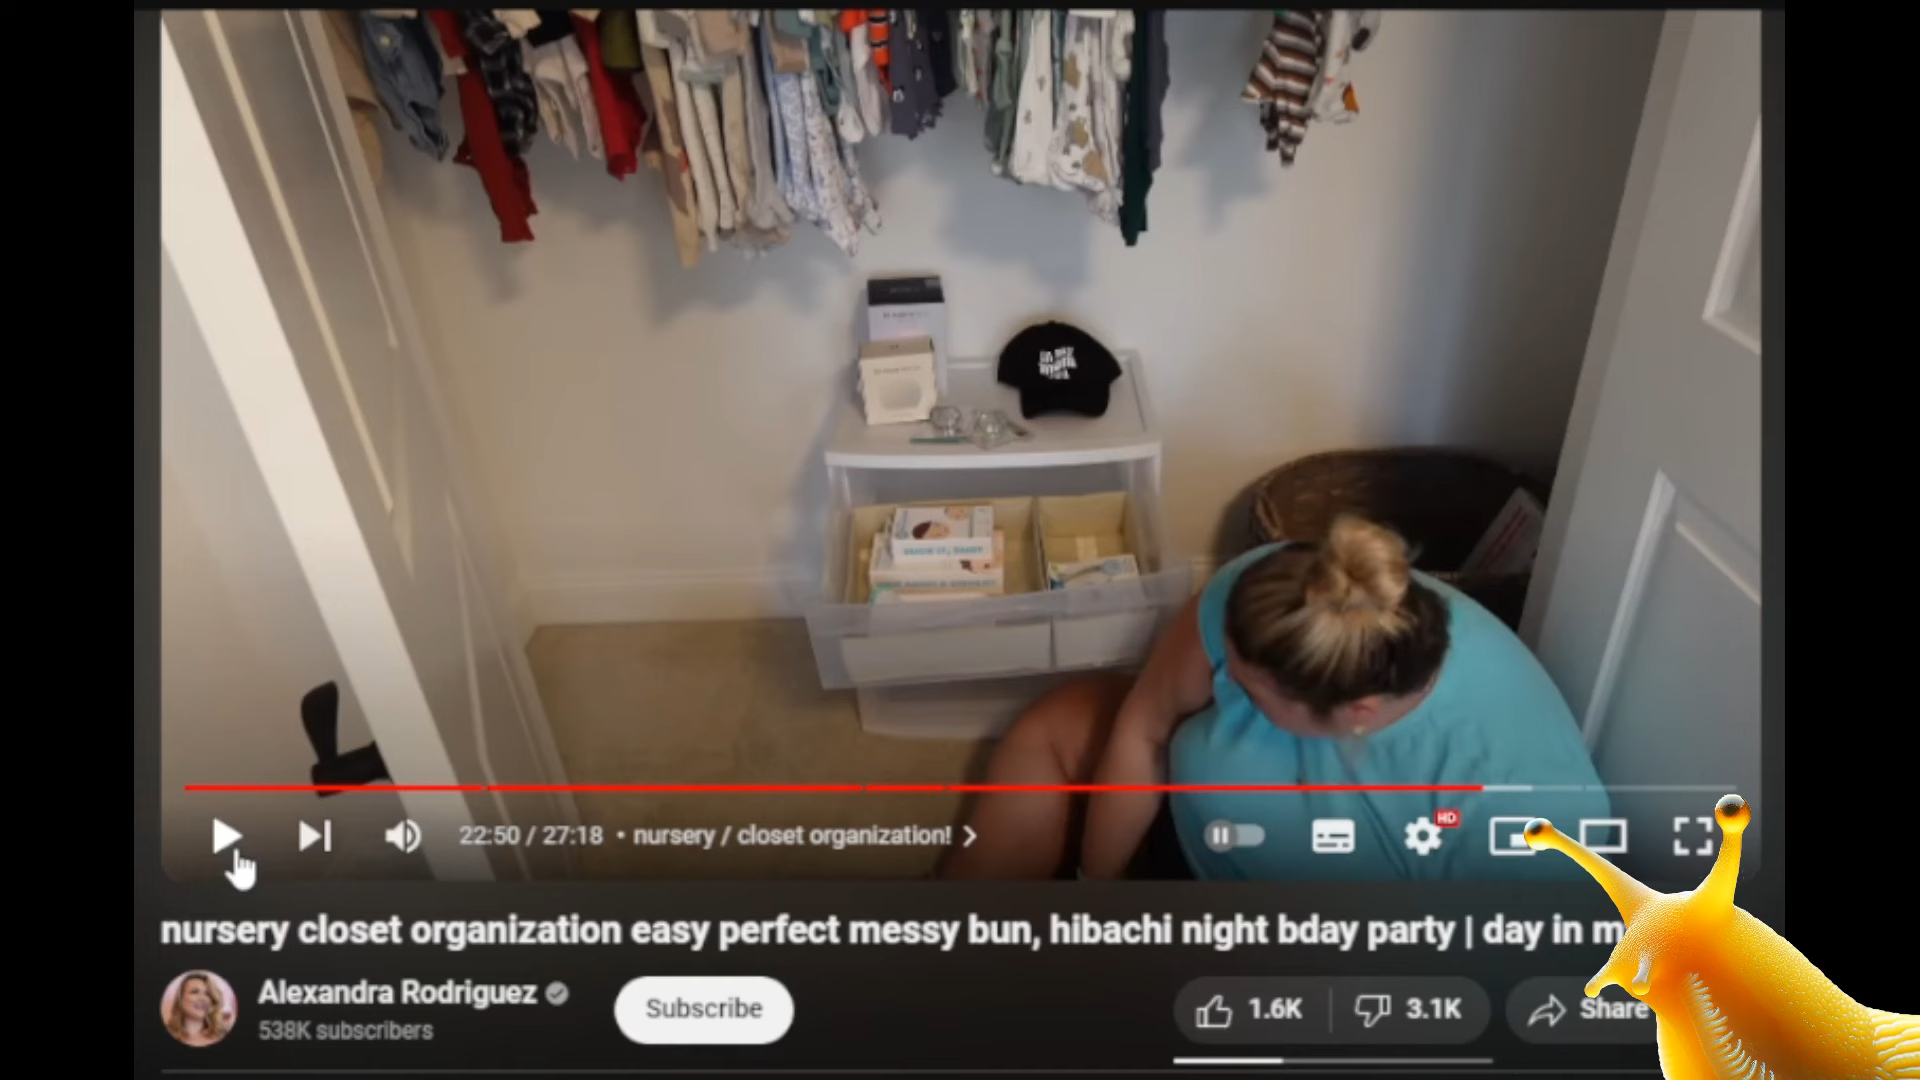 HD
22:50 / 27:18 • nursery / closet organization!
nursery closet organization easy perfect messy bun, hibachi night bday party | day in m
Alexandra Rodriguez
538K subscribers
Subscribe
1.6K
3.1K
Share